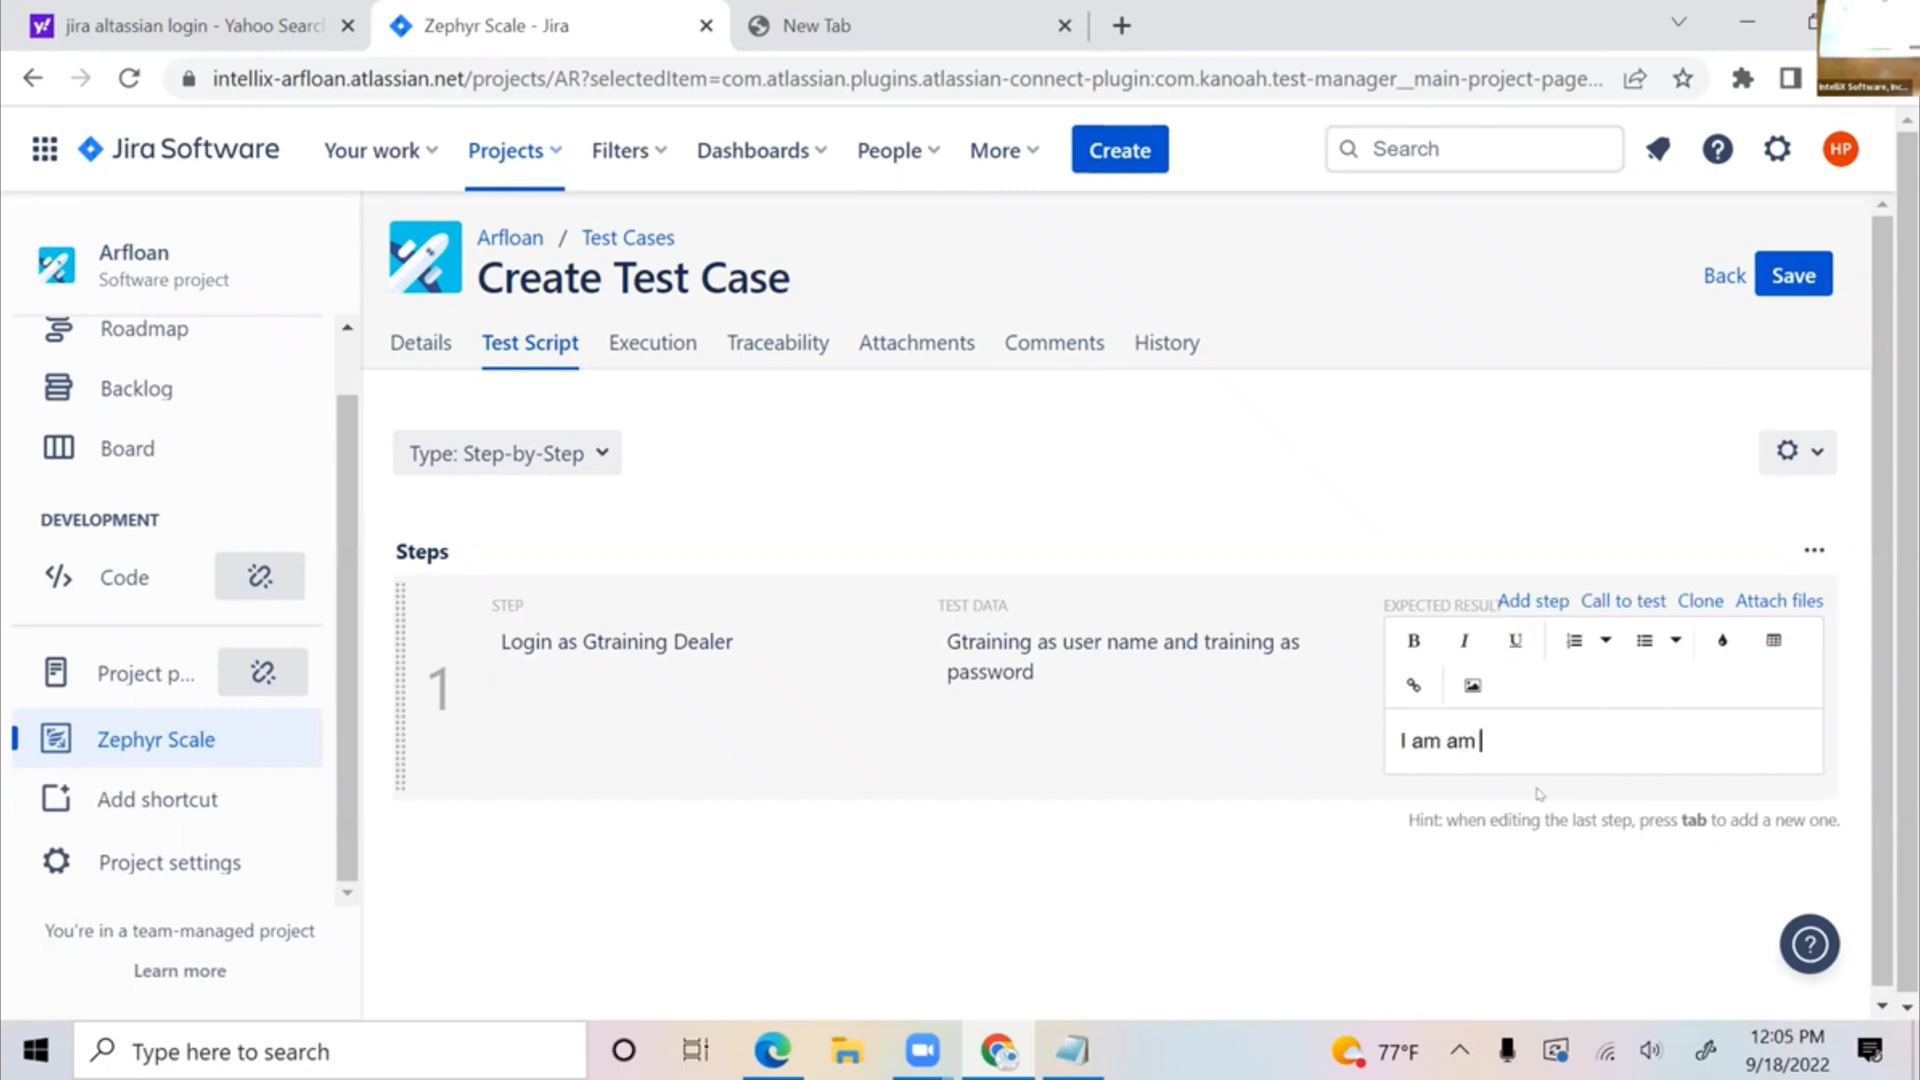 jira altassian login - Yahoo Searc
Zephyr Scale - Jira
New Tab
intellix-arfloan.atlassian.net/projects/AR?selectedItem=com.atlassian.plugins.atlassian-connect-plugin:com.kanoah.test-manager__main-project-page...
IntelliX Software, Inc...
Jira Software
Your work
Projects
Filters
Dashboards
People
More
Create
Search
HP
Arfloan
Software project
Roadmap
Backlog
Board
DEVELOPMENT
Code
Project p...
Zephyr Scale
Add shortcut
Project settings
You're in a team-managed project
Learn more
Arfloan / Test Cases
Create Test Case
Back
Save
Details
Test Script
Execution
Traceability
Attachments
Comments
History
Type: Step-by-Step
Steps
STEP
TEST DATA
EXPECTED RESULT
Add step
Call to test
Clone
Attach files
1
Login as Gtraining Dealer
Gtraining as user name and training as
password
B I U
I am am
Hint: when editing the last step, press tab to add a new one.
Type here to search
77°F
12:05 PM
9/18/2022